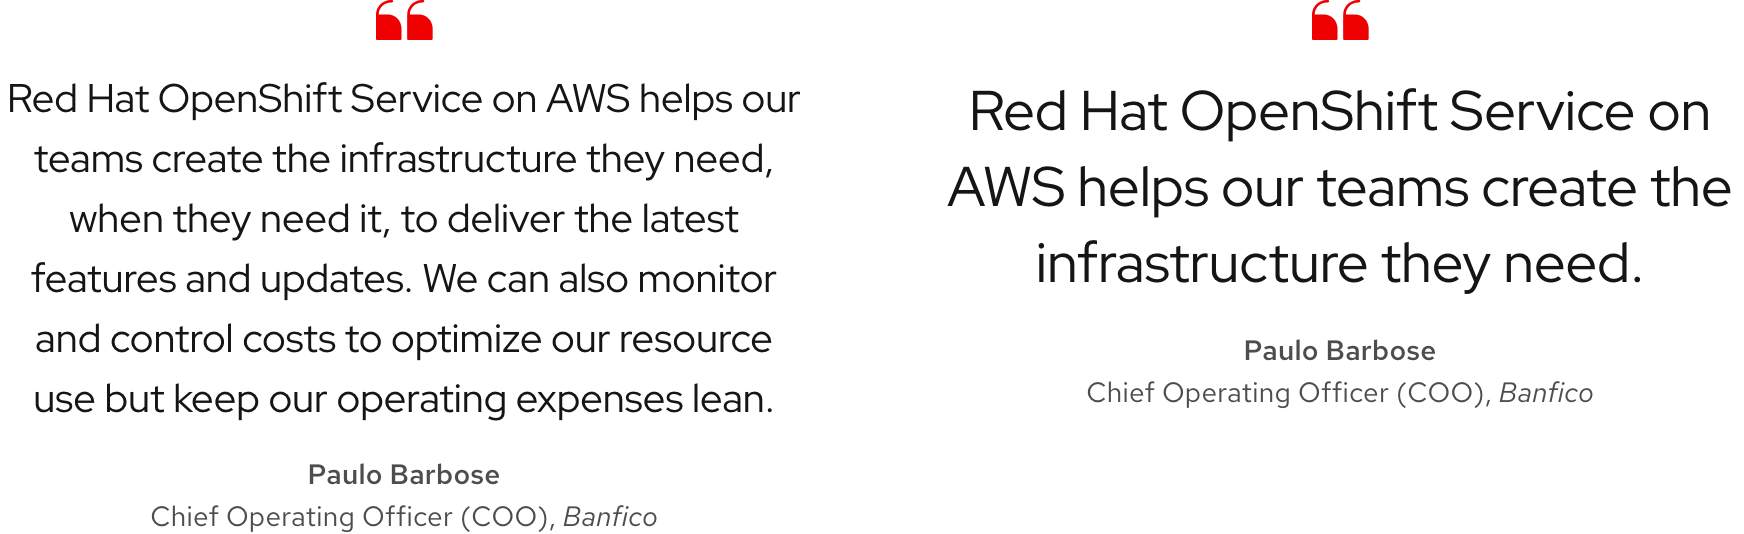 Red Hat OpenShift Service on AWS helps our
teams create the infrastructure they need,
when they need it, to deliver the latest
features and updates. We can also monitor
and control costs to optimize our resource
use but keep our operating expenses lean.
Paulo Barbose
Chief Operating Officer (COO), Banfico
Red Hat OpenShift Service on
AWS helps our teams create the
infrastructure they need.
Paulo Barbose
Chief Operating Officer (COO), Banfico